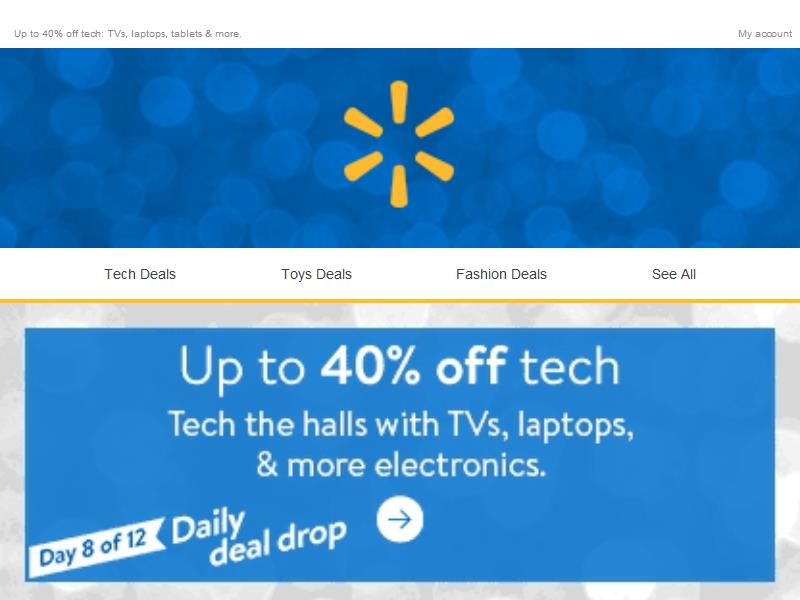 Up to 40% off tech: TVs, laptops, tablets & more.
My account
Tech Deals
Toys Deals
Fashion Deals
See All
Up to 40% off tech
Tech the halls with TVs, laptops,
& more electronics.
Day 8 of 12
Daily
deal drop